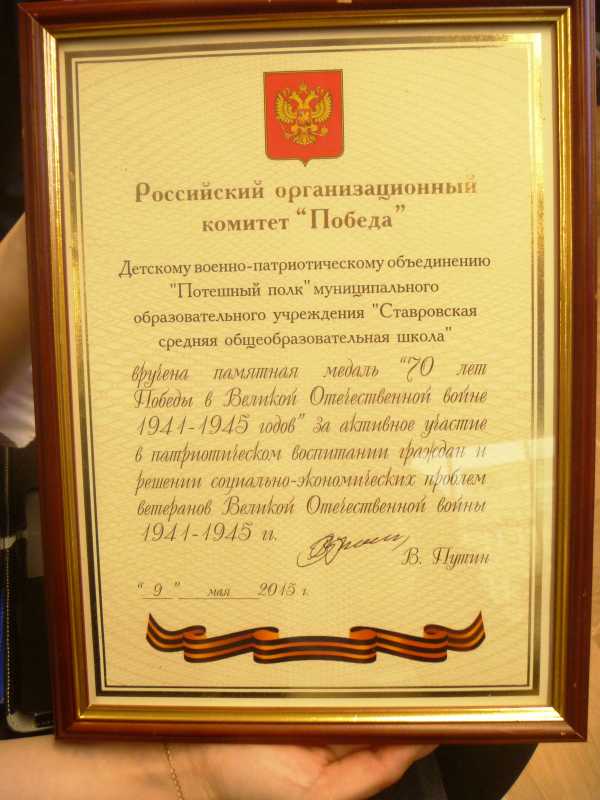 Российский организационный
комитет "Победа"
Детскому военно-патриотическому объединению
"Потешный полк" муниципального
образовательного учреждения "Ставровская
средняя общеобразовательная школа"
вручена памятная медаль "70 лет
Победы в Великой Отечественной войне
1941-1945 годов" за активное участие
в патриотическом воспитании граждан и
решении социально-экономических проблем
ветеранов Великой Отечественной войны
1941-1945 гг.
В. Путин
"9" мая 2015 г.